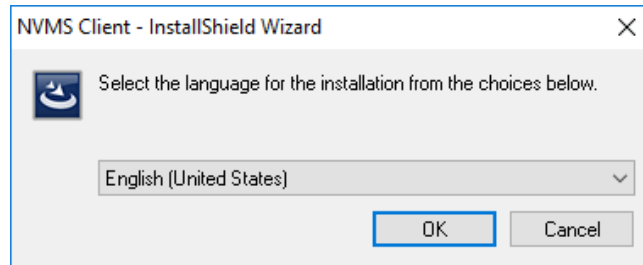 NVMS Client - InstallShield Wizard
Select the language for the installation from the choices below.
English (United States)
OK
Cancel